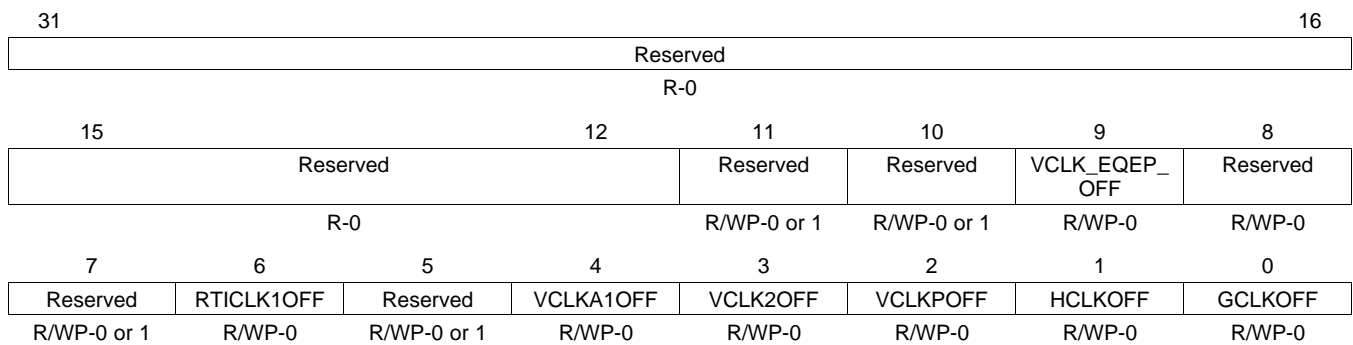 31 16
Reserved
R-0
15 12 11 10 9 8
Reserved Reserved Reserved VCLK_EQEP_ Reserved
OFF
R-0 R/WP-0 or 1 R/WP-0 or 1 R/WP-0 R/WP-0
7 6 5 4 3 2 1 0
Reserved RTICLK1OFF Reserved VCLKA1OFF VCLK2OFF VCLKPOFF HCLKOFF GCLKOFF
R/WP-0 or 1 R/WP-0 R/WP-0 or 1 R/WP-0 R/WP-0 R/WP-0 R/WP-0 R/WP-0